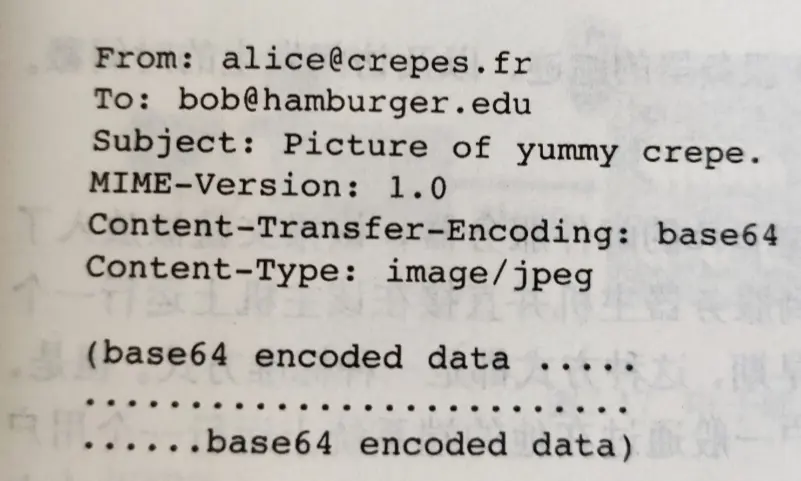 From: alice@crepes.fr
To: bob@hamburger.edu
Subject: Picture of yummy crepe.
MIME-Version: 1.0
Content-Transfer-Encoding: base64
Content-Type: image/jpeg
(base64 encoded data .....
..........................
......base64 encoded data)